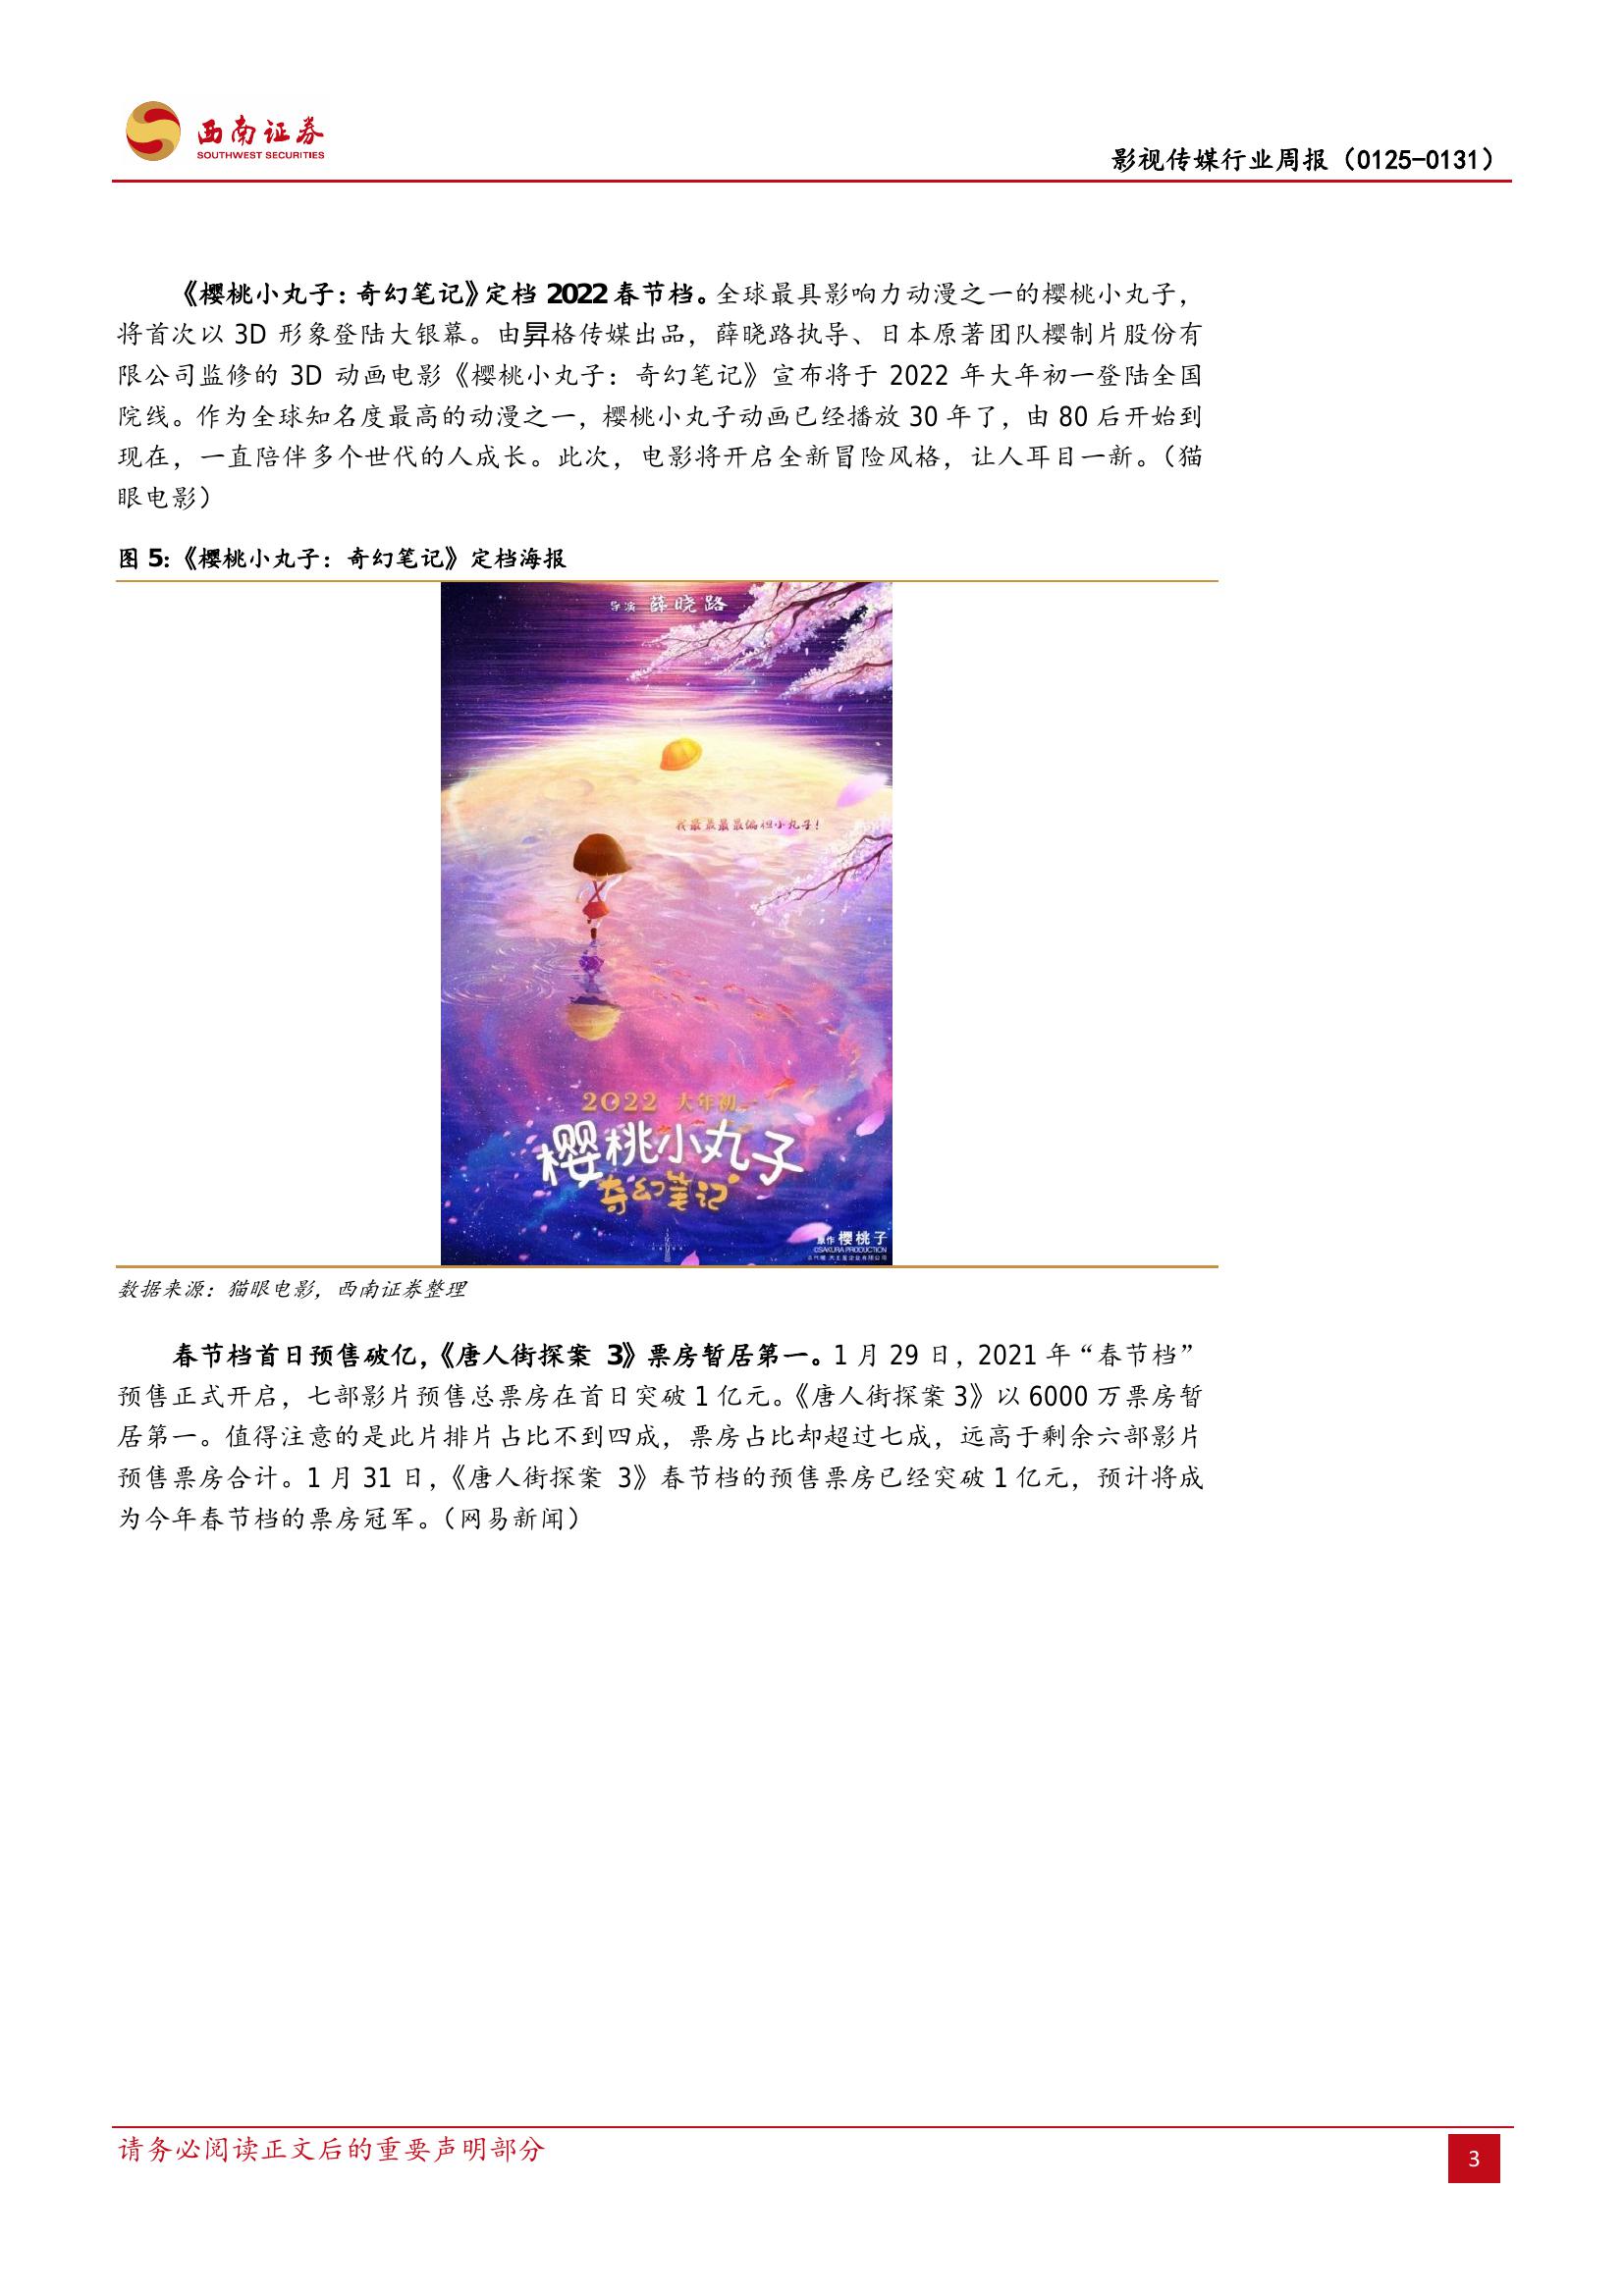 西南证券
SOUTHWEST SECURITIES
影视传媒行业周报（0125-0131）
《樱桃小丸子：奇幻笔记》定档 2022 春节档。全球最具影响力动漫之一的樱桃小丸子，
将首次以 3D 形象登陆大银幕。由昇格传媒出品，薛晓路执导、日本原著团队樱制片股份有
限公司监修的 3D 动画电影《樱桃小丸子：奇幻笔记》宣布将于 2022 年大年初一登陆全国
院线。作为全球知名度最高的动漫之一，樱桃小丸子动画已经播放 30 年了，由 80 后开始到
现在，一直陪伴多个世代的人成长。此次，电影将开启全新冒险风格，让人耳目一新。（猫
眼电影）
图 5:《樱桃小丸子：奇幻笔记》定档海报
导演 薛晓路
我最最最最偏袒小丸子！
2022 大年初一
樱桃小丸子
奇幻笔记
原作 樱桃子
©SAKURA PRODUCTION
数据来源：猫眼电影，西南证券整理
春节档首日预售破亿，《唐人街探案 3》票房暂居第一。1 月 29 日，2021 年“春节档”
预售正式开启，七部影片预售总票房在首日突破 1 亿元。《唐人街探案 3》以 6000 万票房暂
居第一。值得注意的是此片排片占比不到四成，票房占比却超过七成，远高于剩余六部影片
预售票房合计。1 月 31 日，《唐人街探案 3》春节档的预售票房已经突破 1 亿元，预计将成
为今年春节档的票房冠军。（网易新闻）
请务必阅读正文后的重要声明部分
3